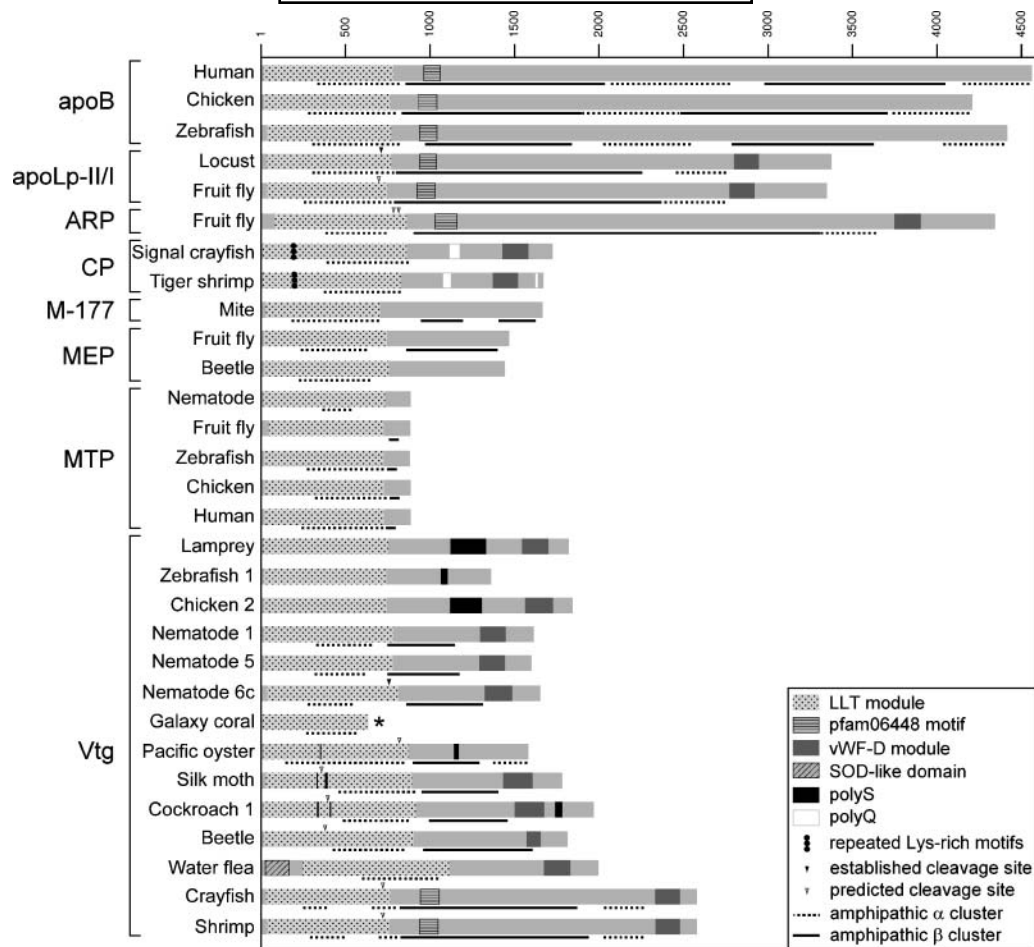 1 500 1000 1500 2000 2500 3000 3500 4000 4500
apoB
Human
Chicken
Zebrafish
apoLp-II/I
Locust
Fruit fly
ARP
Fruit fly
CP
Signal crayfish
Tiger shrimp
M-177
Mite
MEP
Fruit fly
Beetle
MTP
Nematode
Fruit fly
Zebrafish
Chicken
Human
Vtg
Lamprey
Zebrafish 1
Chicken 2
Nematode 1
Nematode 5
Nematode 6c
Galaxy coral *
Pacific oyster
Silk moth
Cockroach 1
Beetle
Water flea
Crayfish
Shrimp
LLT module
pfam06448 motif
vWF-D module
SOD-like domain
polyS
polyQ
repeated Lys-rich motifs
established cleavage site
predicted cleavage site
amphipathic α cluster
amphipathic β cluster